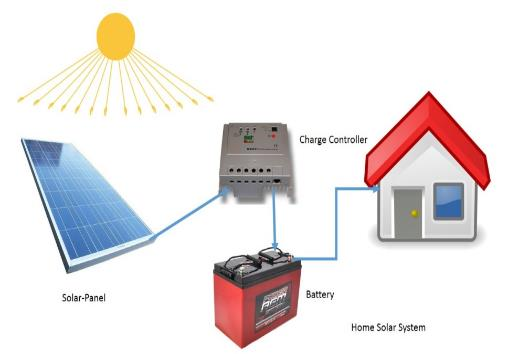 Charge Controller
Solar-Panel
Battery
Home Solar System